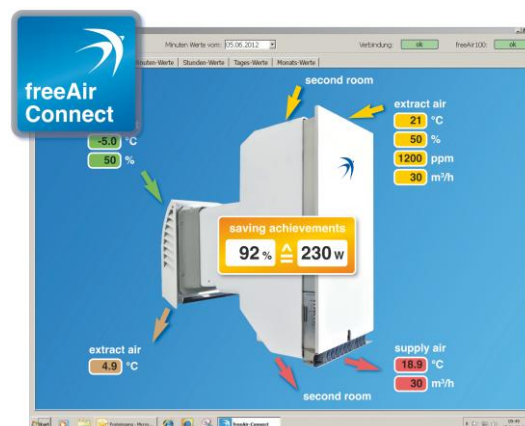 Minuten Werte vom: 05.06.2012
Verbindung: ok
freeAir100: ok
freeAir
Connect
Stunden-Werte
Tages-Werte
Monats-Werte
second room
-5.0 °C
50 %
extract air
21 °C
50 %
1200 ppm
30 m³/h
saving achievements
92 % ≙ 230 W
extract air
4.9 °C
supply air
18.9 °C
30 m³/h
second room
Start
freeAir-Connect